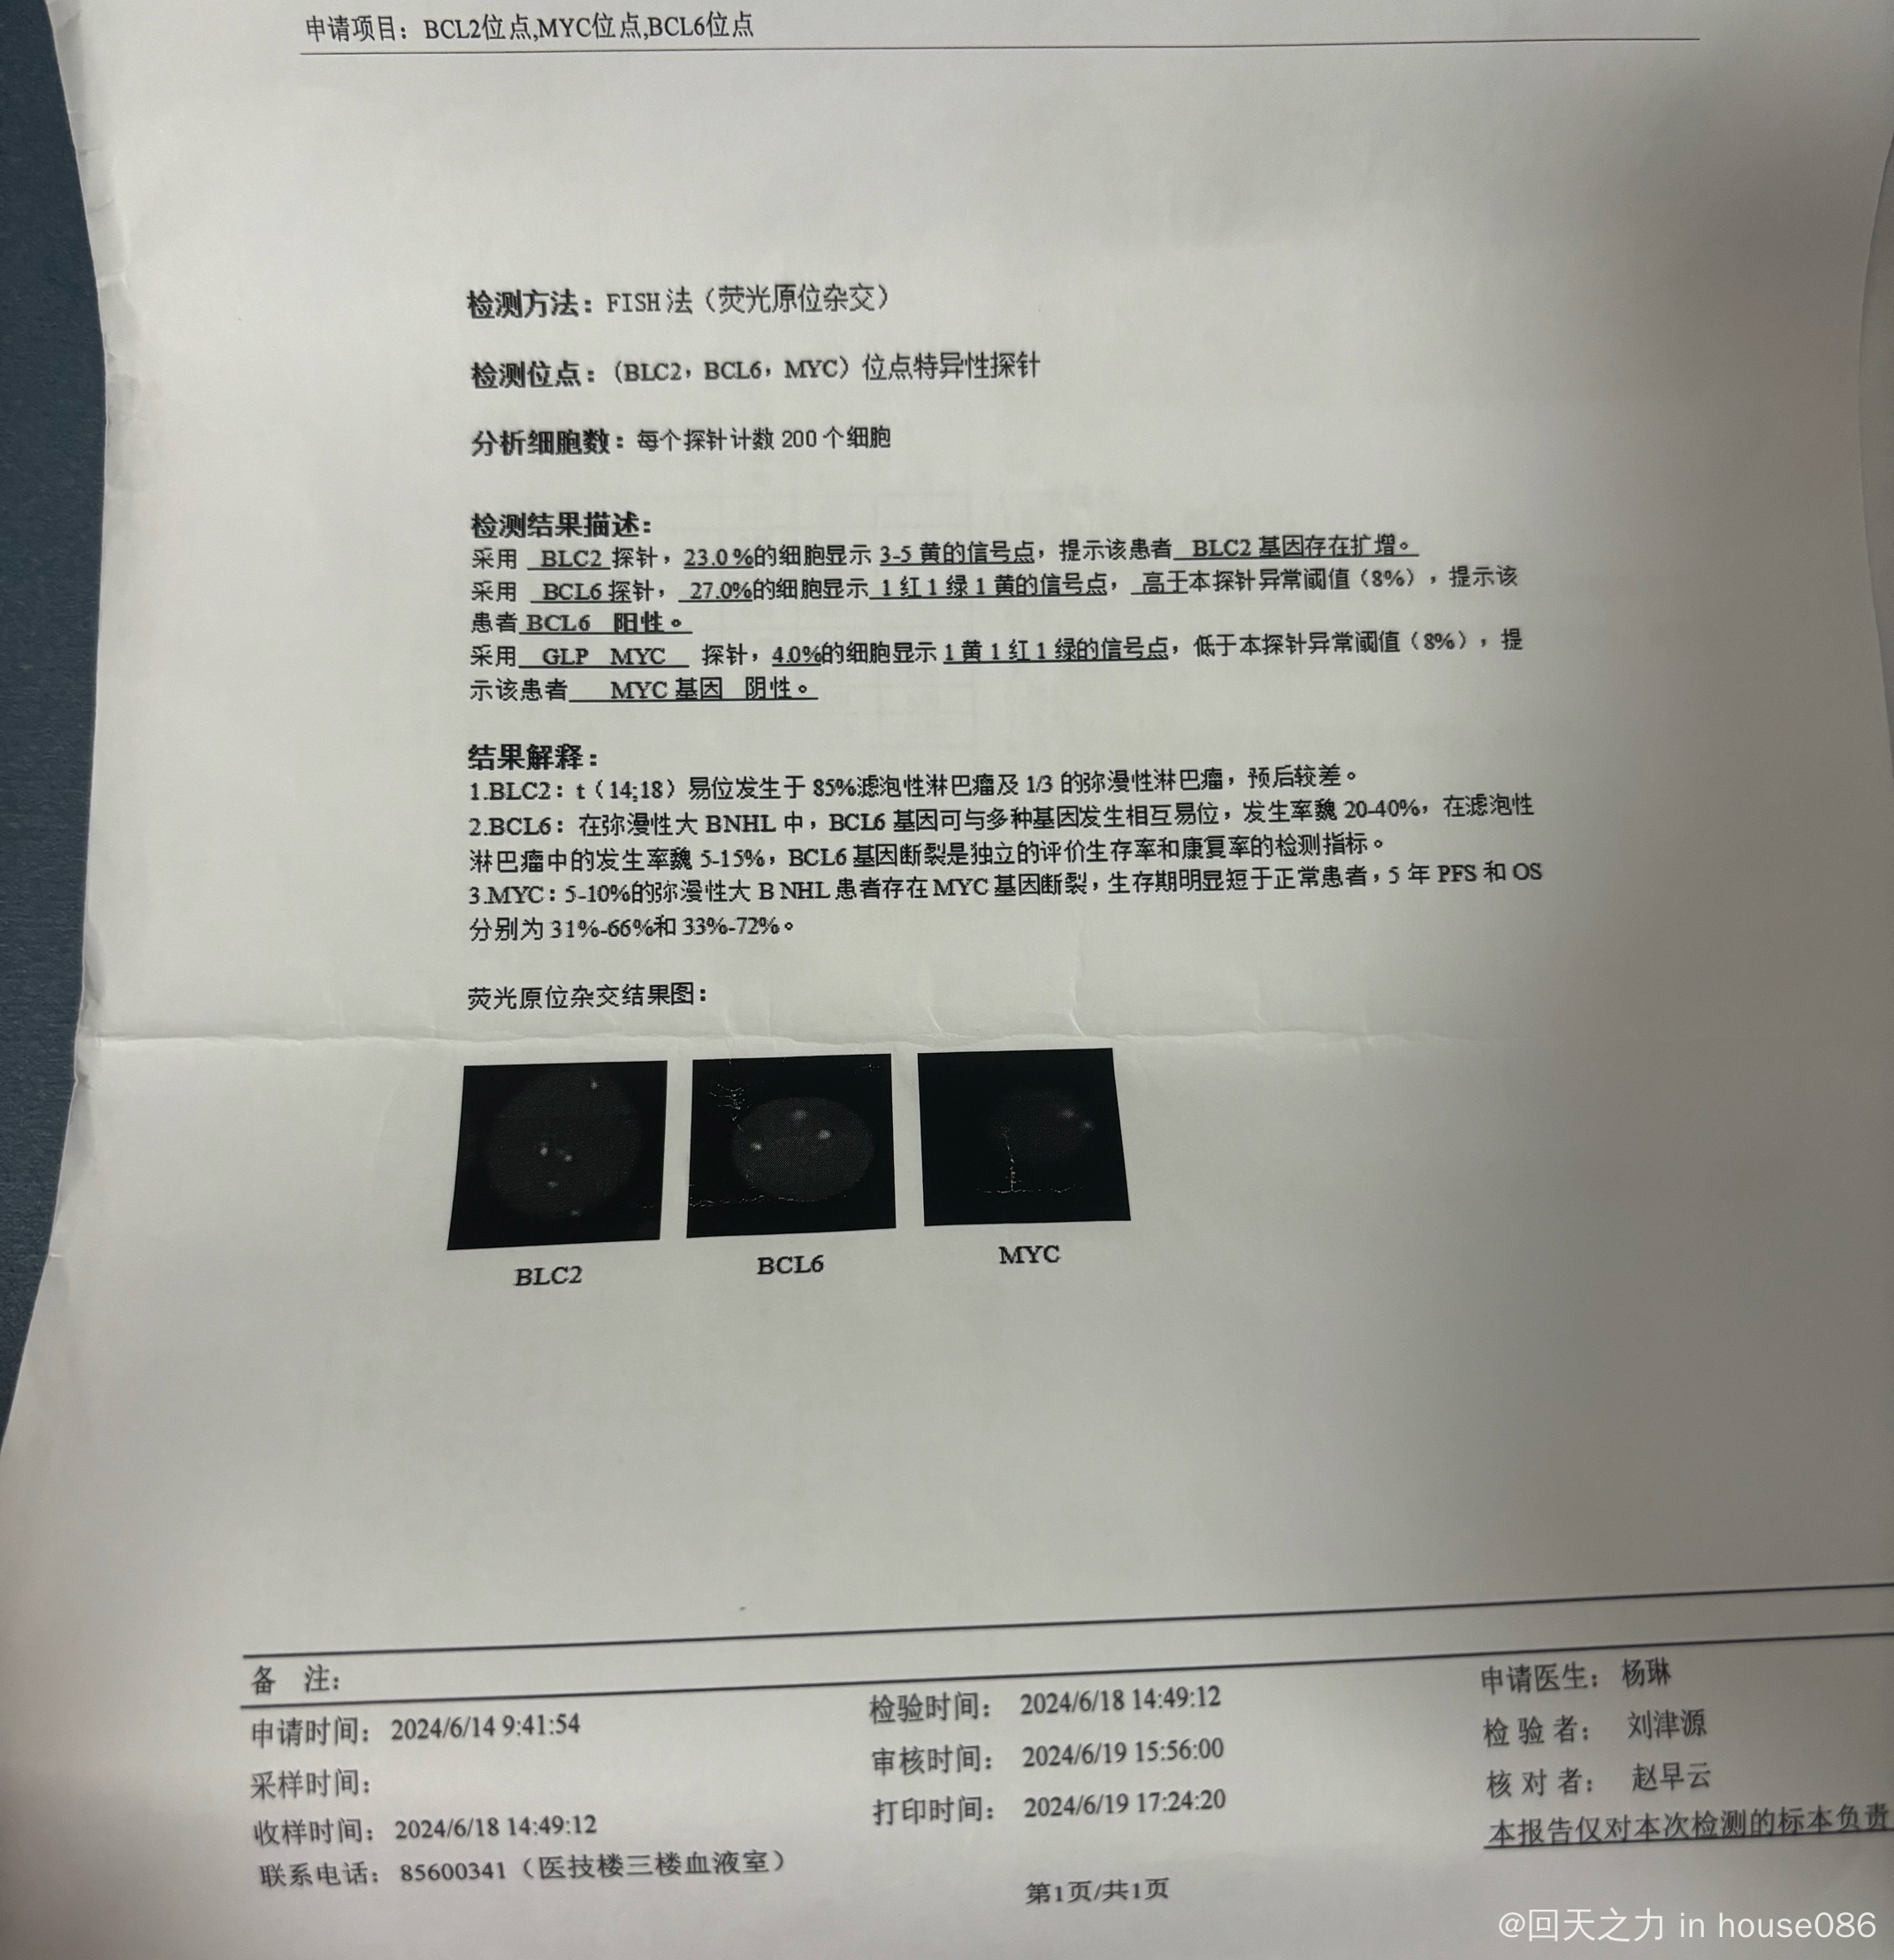 申请项目：BCL2位点,MYC位点,BCL6位点
检测方法：FISH法（荧光原位杂交）
检测位点：（BLC2，BCL6，MYC）位点特异性探针
分析细胞数：每个探针计数 200 个细胞
检测结果描述：
采用 BLC2 探针，23.0%的细胞显示 3-5 黄的信号点，提示该患者 BLC2 基因存在扩增。
采用 BCL6 探针， 27.0%的细胞显示 1 红 1 绿 1 黄的信号点， 高于本探针异常阈值（8%），提示该
患者 BCL6 阳性。
采用 GLP MYC 探针，4.0%的细胞显示 1 黄 1 红 1 绿的信号点，低于本探针异常阈值（8%），提
示该患者 MYC 基因 阴性。
结果解释：
1.BLC2：t（14;18）易位发生于 85%滤泡性淋巴瘤及 1/3 的弥漫性淋巴瘤，预后较差。
2.BCL6：在弥漫性大 BNHL 中，BCL6 基因可与多种基因发生相互易位，发生率魏 20-40%，在滤泡性
淋巴瘤中的发生率魏 5-15%，BCL6 基因断裂是独立的评价生存率和康复率的检测指标。
3.MYC：5-10%的弥漫性大 B NHL 患者存在 MYC 基因断裂，生存期明显短于正常患者，5 年 PFS 和 OS
分别为 31%-66%和 33%-72%。
荧光原位杂交结果图：
BLC2 BCL6 MYC
备 注:
申请时间： 2024/6/14 9:41:54 检验时间： 2024/6/18 14:49:12 申请医生： 杨琳
采样时间： 审核时间： 2024/6/19 15:56:00 检 验 者： 刘津源
收样时间： 2024/6/18 14:49:12 打印时间： 2024/6/19 17:24:20 核 对 者： 赵早云
联系电话： 85600341（医技楼三楼血液室） 本报告仅对本次检测的标本负责
第1页/共1页
@回天之力 in house086